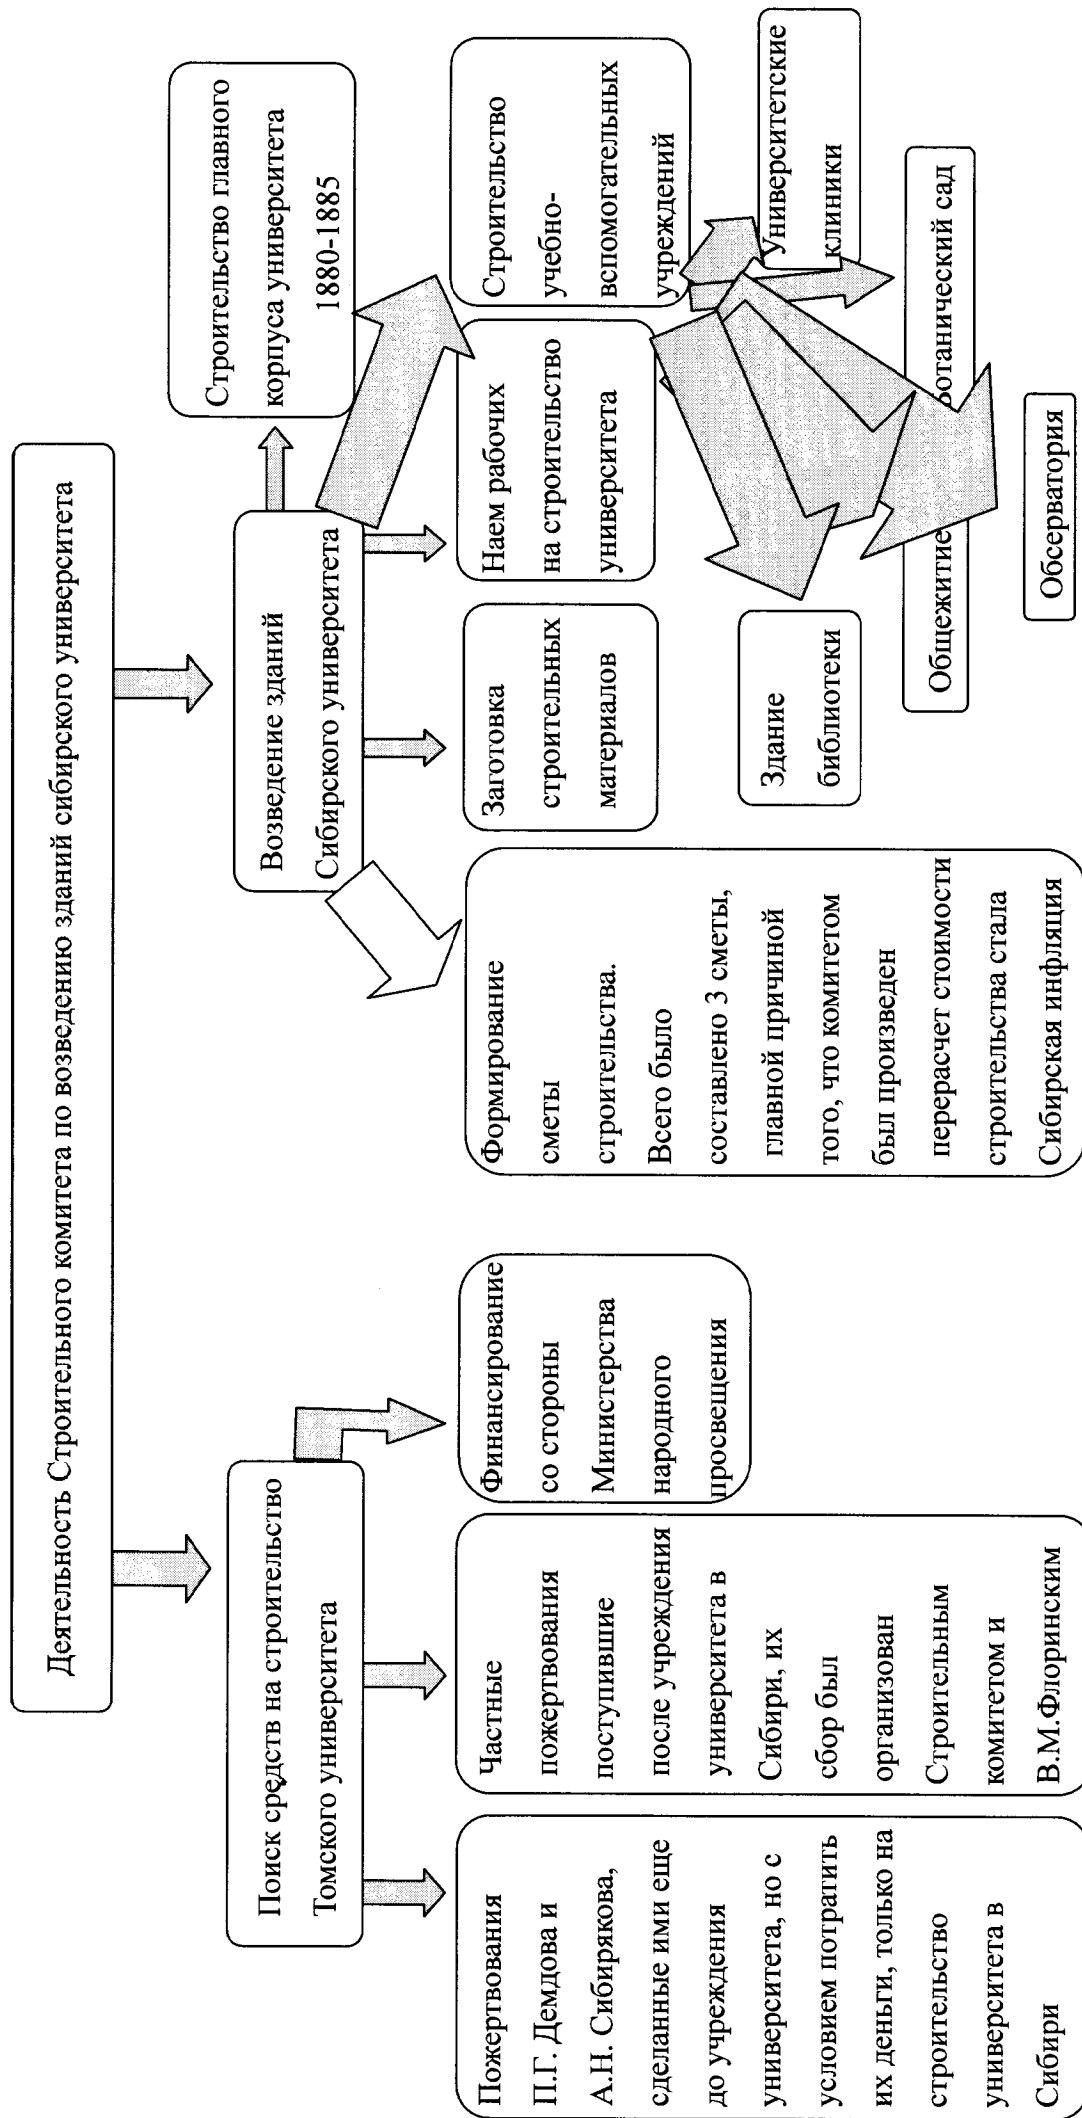 Деятельность Строительного комитета по возведению зданий сибирского университета
Поиск средств на строительство
Томского университета
Возведение зданий
Сибирского университета
Строительство главного
корпуса университета
1880-1885
Пожертвования
П.Г. Демдова и
А.Н. Сибирякова,
сделанные ими еще
до учреждения
университета, но с
условием потратить
их деньги, только на
строительство
университета в
Сибири
Частные
пожертвования
поступившие
после учреждения
университета в
Сибири, их
сбор был
организован
Строительным
комитетом и
В.М.Флоринским
Финансирование
со стороны
Министерства
народного
просвещения
Формирование
сметы
строительства.
Всего было
составлено 3 сметы,
главной причиной
того, что комитетом
был произведен
перерасчет стоимости
строительства стала
Сибирская инфляция
Заготовка
строительных
материалов
Наем рабочих
на строительство
университета
Строительство
учебно-
вспомогательных
учреждений
Здание
библиотеки
Университетские
клиники
Общежитие
Ботанический сад
Обсерватория